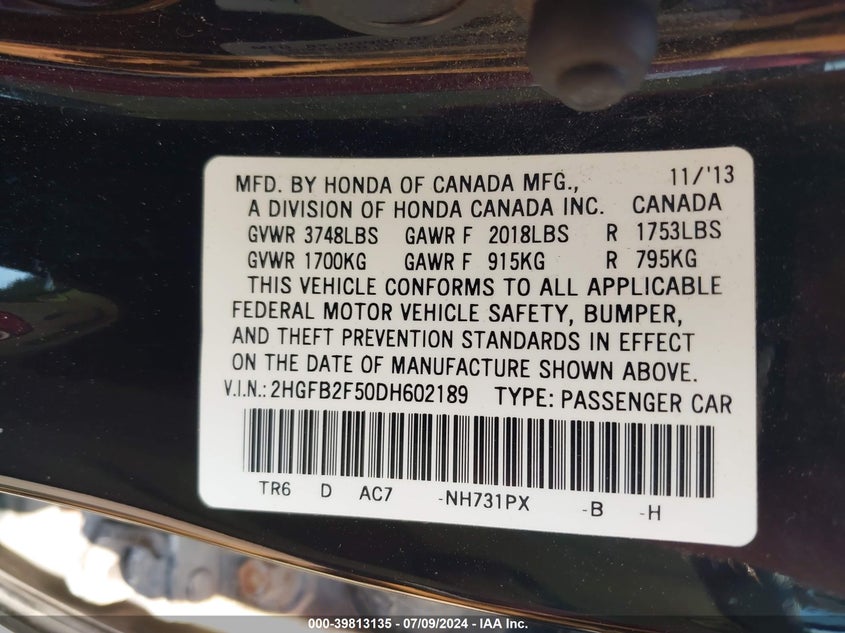 MFD. BY HONDA OF CANADA MFG., 11/'13
A DIVISION OF HONDA CANADA INC. CANADA
GVWR 3748LBS GAWR F 2018LBS R 1753LBS
GVWR 1700KG GAWR F 915KG R 795KG
THIS VEHICLE CONFORMS TO ALL APPLICABLE
FEDERAL MOTOR VEHICLE SAFETY, BUMPER,
AND THEFT PREVENTION STANDARDS IN EFFECT
ON THE DATE OF MANUFACTURE SHOWN ABOVE.
V.I.N.: 2HGFB2F50DH602189 TYPE: PASSENGER CAR
TR6 D AC7 -NH731PX -B -H
000-39813135 - 07/09/2024 - IAA Inc.